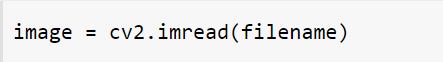 image = cv2.imread(filename)